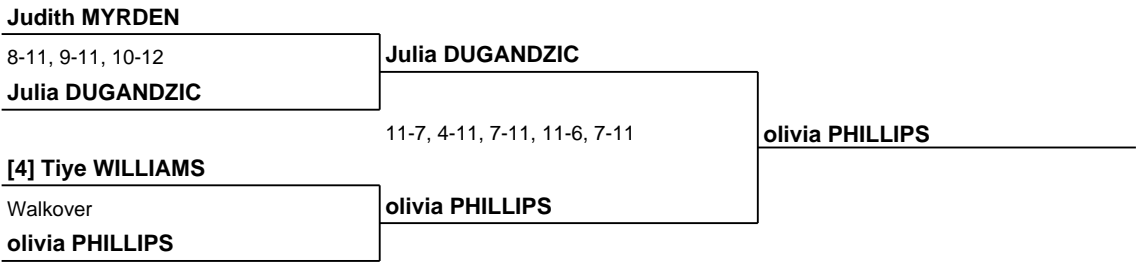 Judith MYRDEN
8-11, 9-11, 10-12
Julia DUGANDZIC
Julia DUGANDZIC
11-7, 4-11, 7-11, 11-6, 7-11
olivia PHILLIPS
[4] Tiye WILLIAMS
Walkover
olivia PHILLIPS
olivia PHILLIPS